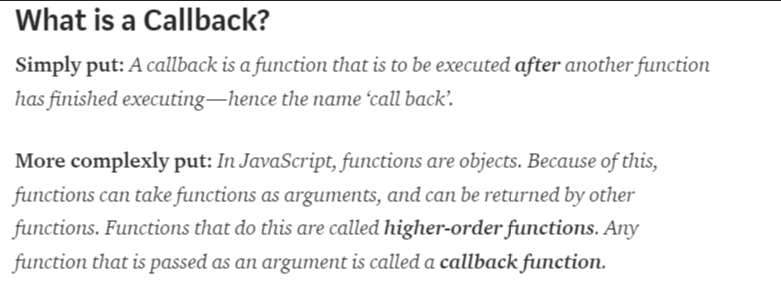 What is a Callback?
Simply put: A callback is a function that is to be executed after another function
has finished executing—hence the name ‘call back’.
More complexly put: In JavaScript, functions are objects. Because of this,
functions can take functions as arguments, and can be returned by other
functions. Functions that do this are called higher-order functions. Any
function that is passed as an argument is called a callback function.